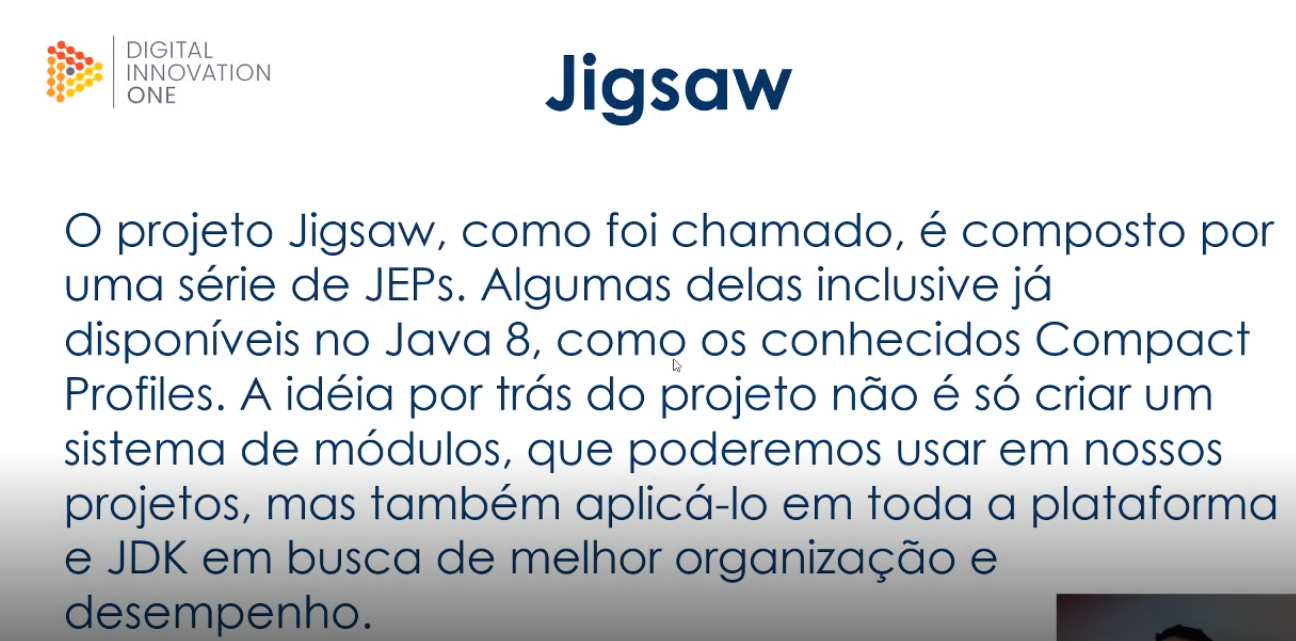 DIGITAL
INNOVATION
ONE
Jigsaw
O projeto Jigsaw, como foi chamado, é composto por
uma série de JEPs. Algumas delas inclusive já
disponíveis no Java 8, como os conhecidos Compact
Profiles. A idéia por trás do projeto não é só criar um
sistema de módulos, que poderemos usar em nossos
projetos, mas também aplicá-lo em toda a plataforma
e JDK em busca de melhor organização e
desempenho.